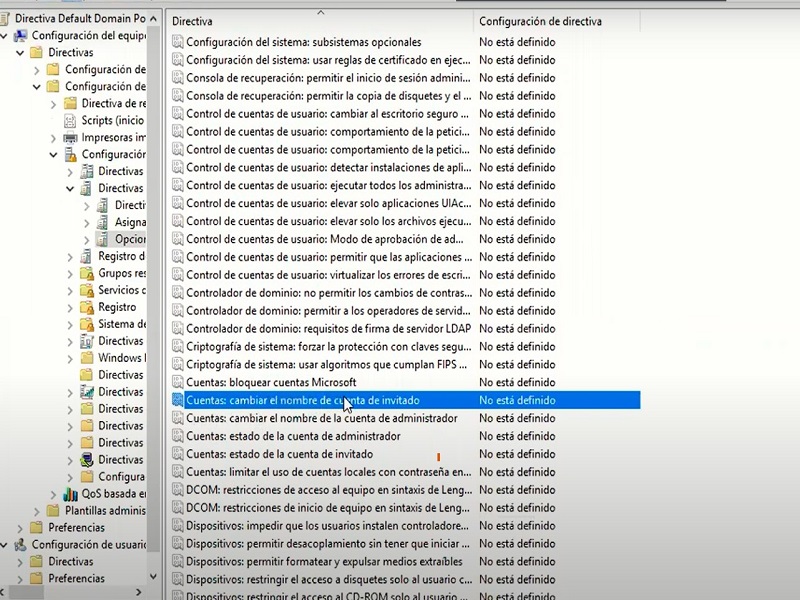 Directiva Default Domain Po
Configuración del equip
Directivas
Configuración de
Configuración de
Directiva de re
Scripts (inicio
Impresoras im
Configuración
Directivas
Directivas
Directi
Asigna
Opcion
Registro d
Grupos res
Servicios d
Registro
Sistema de
Directivas
Windows
Directivas
Directivas
Directivas
Directivas
Directivas
Directivas
Configura
QoS basada en
Plantillas adminis
Preferencias
Configuración de usuario
Directivas
Preferencias
Directiva Configuración de directiva
Configuración del sistema: subsistemas opcionales No está definido
Configuración del sistema: usar reglas de certificado en ejec... No está definido
Consola de recuperación: permitir el inicio de sesión admini... No está definido
Consola de recuperación: permitir la copia de disquetes y el ... No está definido
Control de cuentas de usuario: cambiar al escritorio seguro ... No está definido
Control de cuentas de usuario: comportamiento de la petici... No está definido
Control de cuentas de usuario: comportamiento de la petici... No está definido
Control de cuentas de usuario: detectar instalaciones de apli... No está definido
Control de cuentas de usuario: ejecutar todos los administra... No está definido
Control de cuentas de usuario: elevar solo aplicaciones UIAc... No está definido
Control de cuentas de usuario: elevar solo los archivos ejecu... No está definido
Control de cuentas de usuario: Modo de aprobación de ad... No está definido
Control de cuentas de usuario: permitir que las aplicaciones ... No está definido
Control de cuentas de usuario: virtualizar los errores de escri... No está definido
Controlador de dominio: no permitir los cambios de contras... No está definido
Controlador de dominio: permitir a los operadores de servid... No está definido
Controlador de dominio: requisitos de firma de servidor LDAP No está definido
Criptografía de sistema: forzar la protección con claves segu... No está definido
Criptografía de sistema: usar algoritmos que cumplan FIPS ... No está definido
Cuentas: bloquear cuentas Microsoft No está definido
Cuentas: cambiar el nombre de cuenta de invitado No está definido
Cuentas: cambiar el nombre de la cuenta de administrador No está definido
Cuentas: estado de la cuenta de administrador No está definido
Cuentas: estado de la cuenta de invitado No está definido
Cuentas: limitar el uso de cuentas locales con contraseña en... No está definido
DCOM: restricciones de acceso al equipo en sintaxis de Leng... No está definido
DCOM: restricciones de inicio de equipo en sintaxis de Leng... No está definido
Dispositivos: impedir que los usuarios instalen controladore... No está definido
Dispositivos: permitir desacoplamiento sin tener que iniciar ... No está definido
Dispositivos: permitir formatear y expulsar medios extraíbles No está definido
Dispositivos: restringir el acceso a disquetes solo al usuario c... No está definido
Dispositivos: restringir el acceso al CD-ROM solo al usuario ... No está definido